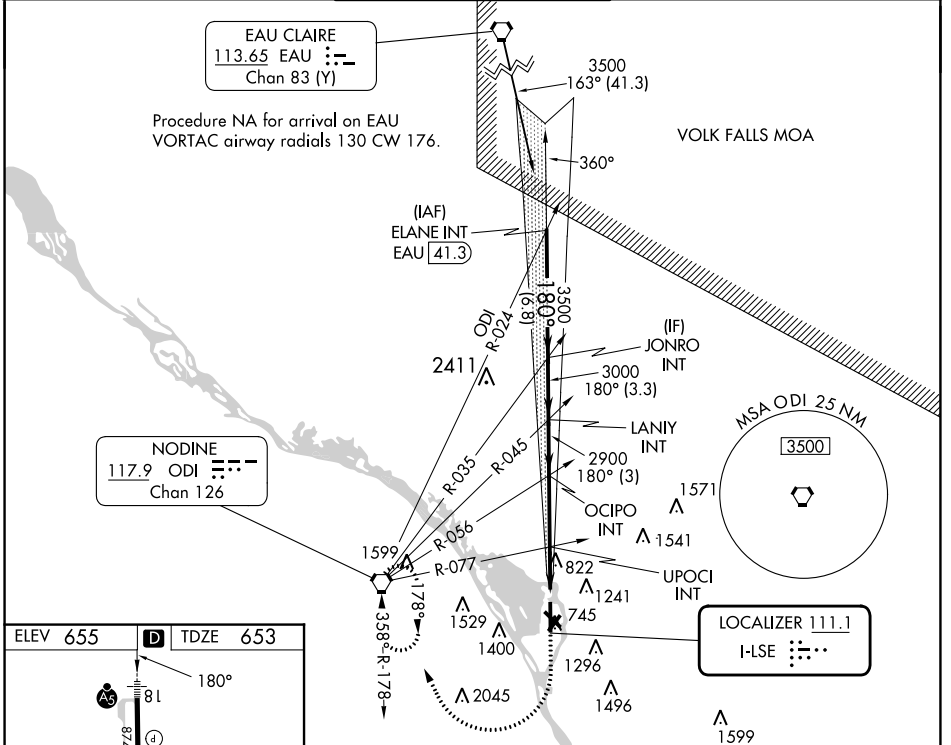 EAU CLAIRE
113.65 EAU
Chan 83 (Y)
Procedure NA for arrival on EAU
VORTAC airway radials 130 CW 176.
3500
163° (41.3)
VOLK FALLS MOA
360°
(IAF)
ELANE INT
EAU 41.3
ODI
R-024
180°
3500
(6.8)
(IF)
JONRO
INT
2411
3000
180° (3.3)
MSA ODI 25 NM
3500
LANIY
INT
NODINE
117.9 ODI
Chan 126
R-035
R-045
2900
180° (3)
OCIPO
INT
1571
1541
R-056
1599
R-077
822
UPOCI
INT
178°
1241
358°
R-178
1529
1400
745
LOCALIZER 111.1
I-LSE
1296
2045
1496
1599
ELEV 655
D
TDZE 653
180°
A5
18
P